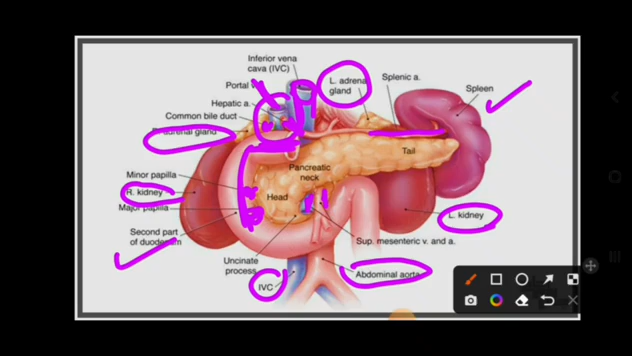 Inferior vena
cava (IVC)
Portal
L. adrenal
gland
Splenic a.
Spleen
Hepatic a.
Common bile duct
adrenal gland
Tail
Pancreatic
neck
Minor papilla
R. kidney
Head
Major papilla
L. kidney
Second part
of duodenum
Sup. mesenteric v. and a.
Uncinate
process
Abdominal aorta
IVC